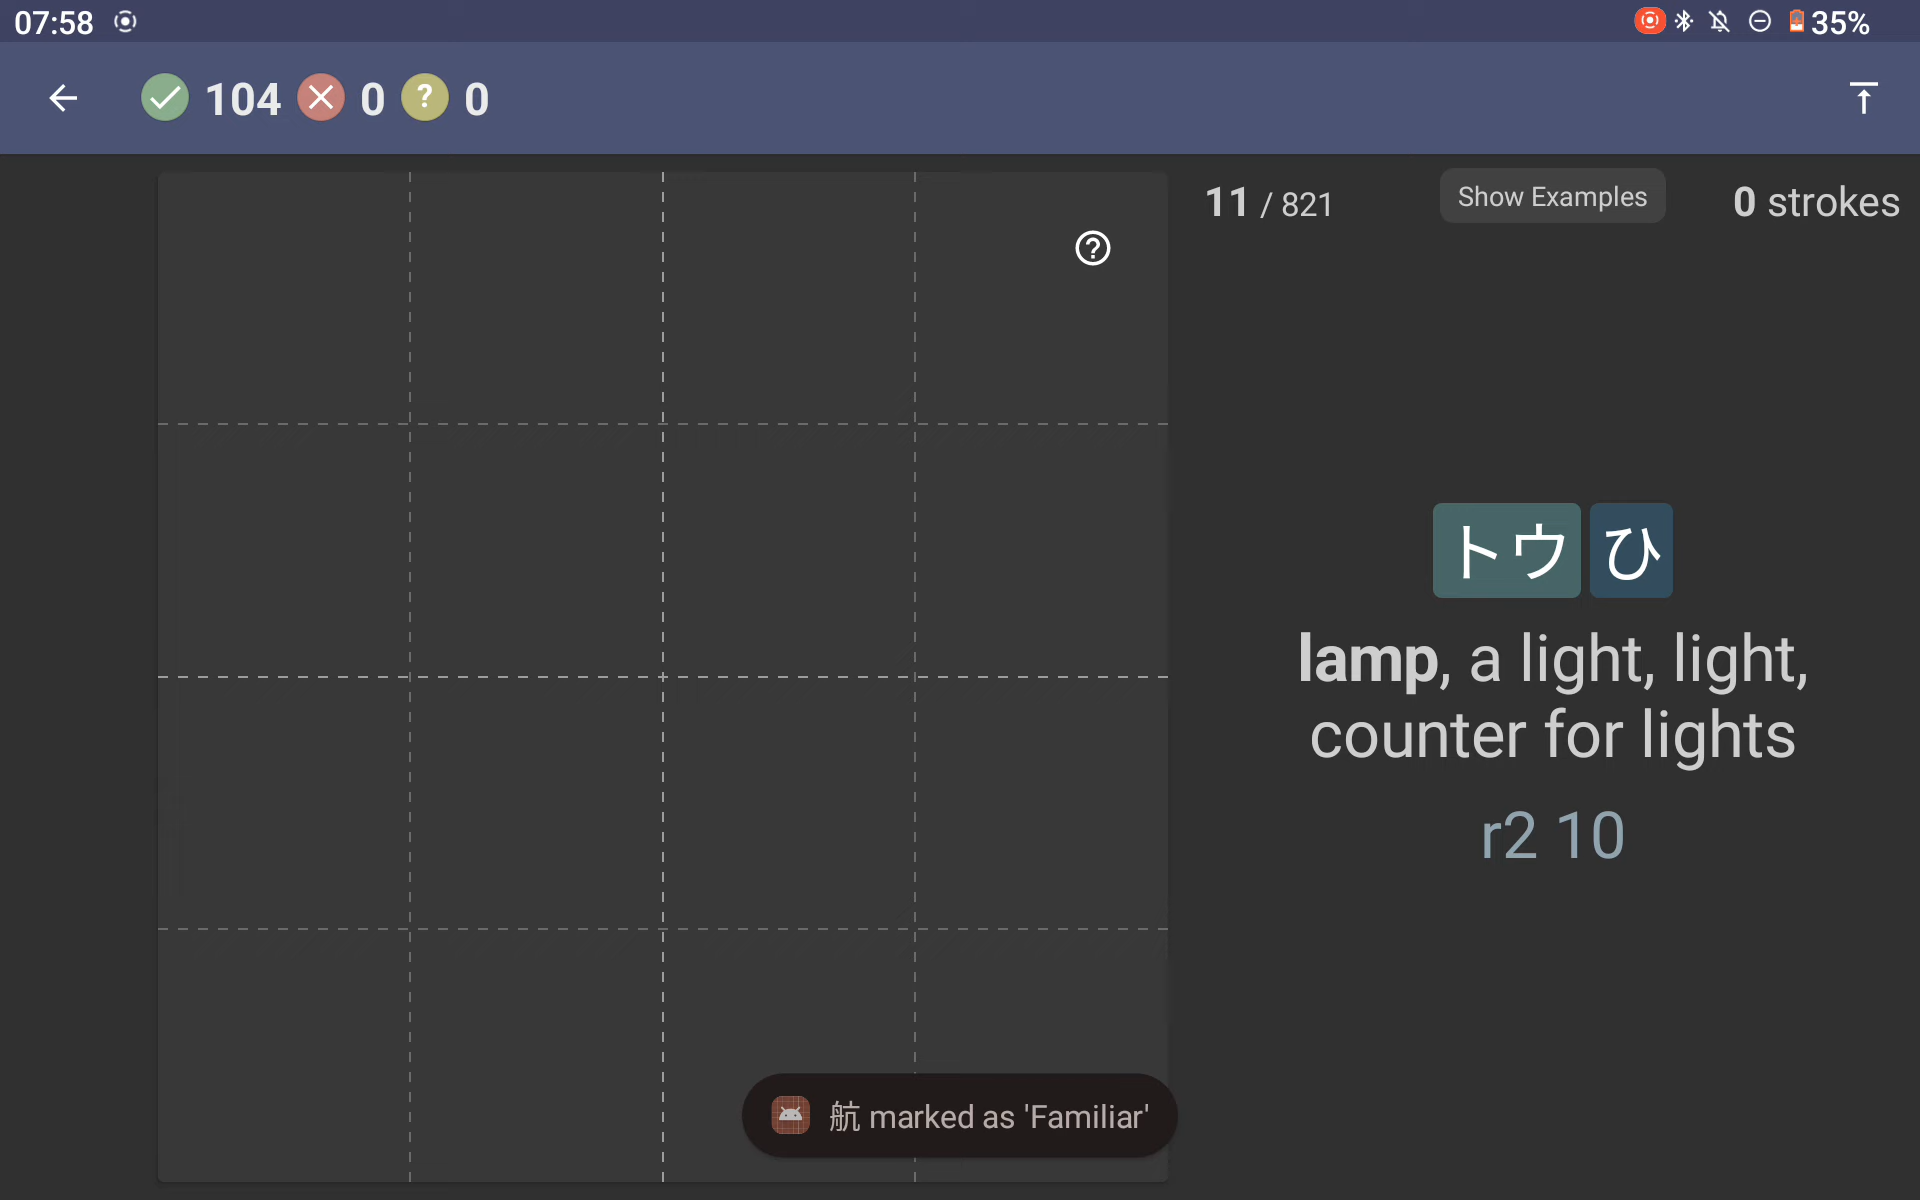 07:58 35%
104 0 ? 0
11 / 821 Show Examples 0 strokes
トウ ひ
lamp, a light, light,
counter for lights
r2 10
航 marked as 'Familiar'